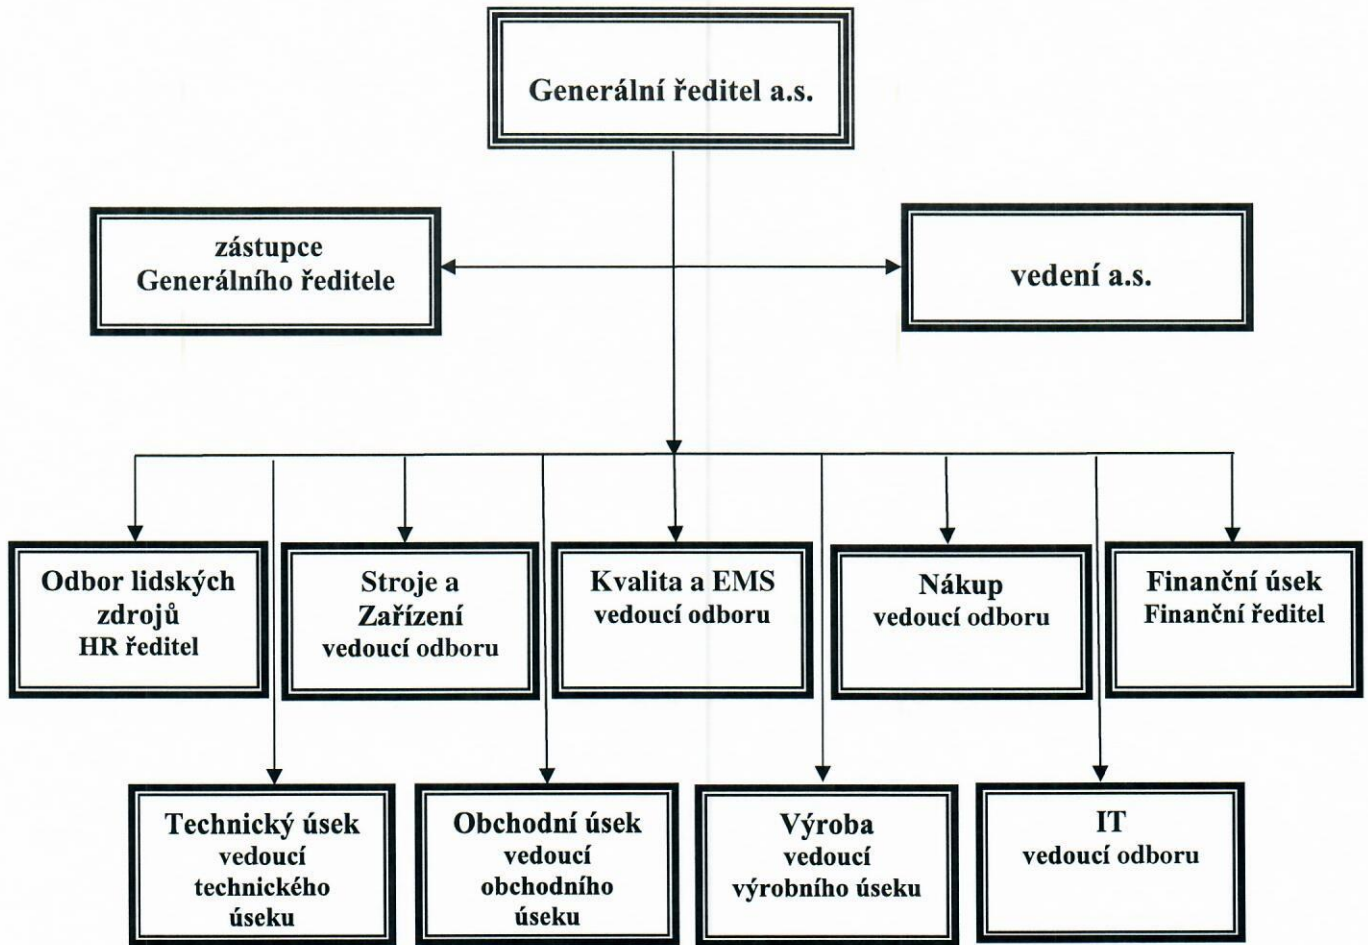 Generální ředitel a.s.
zástupce
Generálního ředitele
vedení a.s.
Odbor lidských
zdrojů
HR ředitel
Stroje a
Zařízení
vedoucí odboru
Kvalita a EMS
vedoucí odboru
Nákup
vedoucí odboru
Finanční úsek
Finanční ředitel
Technický úsek
vedoucí
technického
úseku
Obchodní úsek
vedoucí
obchodního
úseku
Výroba
vedoucí
výrobního úseku
IT
vedoucí odboru